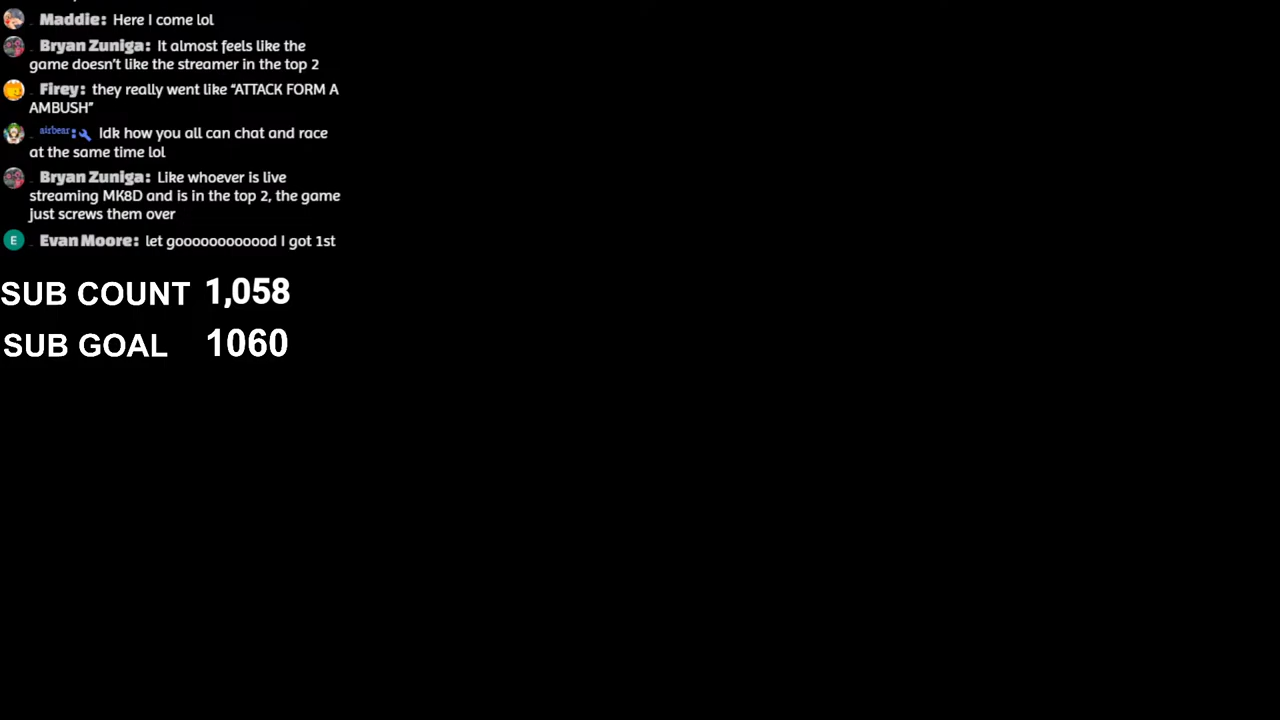 Maddie: Here I come lol
Bryan Zuniga: It almost feels like the
game doesn't like the streamer in the top 2
Firey: they really went like “ATTACK FORM A
AMBUSH”
airbear: Idk how you all can chat and race
at the same time lol
Bryan Zuniga: Like whoever is live
streaming MK8D and is in the top 2, the game
just screws them over
E Evan Moore: let gooooooooood I got 1st
SUB COUNT 1,058
SUB GOAL 1060